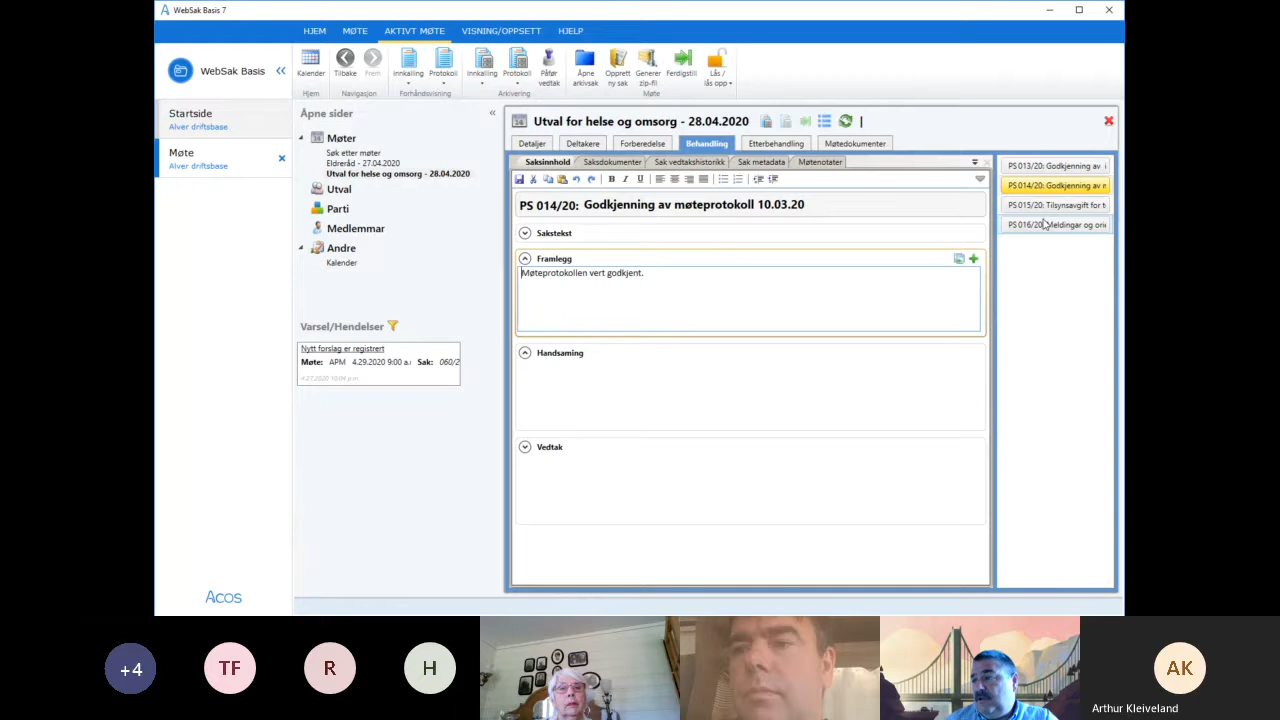 WebSak Basis 7
HJEM MØTE AKTIVT MØTE VISNING/OPPSETT HJELP
WebSak Basis
Kalender Tilbake Frem Innkalling Protokoll Innkalling Protokoll Påfør vedtak Åpne arkivsak Opprett ny sak Generer zip-fil Ferdigstill Lås / lås opp
Hjem Navigasjon Forhåndsvisning Arkivering Møte
Startside
Alver driftsbase
Møte
Alver driftsbase
Acos
Åpne sider
Møter
Søk etter møter
Eldreråd - 27.04.2020
Utval for helse og omsorg - 28.04.2020
Utval
Parti
Medlemmar
Andre
Kalender
Varsel/Hendelser
Nytt forslag er registrert
Møte: APM 4.29.2020 9:00 a. Sak: 060/2
4.27.2020 10:04 p.m.
Utval for helse og omsorg - 28.04.2020
Detaljer Deltakere Forberedelse Behandling Etterbehandling Møtedokumenter
Saksinnhold Saksdokumenter Sak vedtakshistorikk Sak metadata Møtenotater
B I U
PS 014/20: Godkjenning av møteprotokoll 10.03.20
Sakstekst
Framlegg
Møteprotokollen vert godkjent.
Handsaming
Vedtak
PS 013/20: Godkjenning av i
PS 014/20: Godkjenning av m
PS 015/20: Tilsynsavgift for t
PS 016/20: Meldingar og orie
+4
TF
R
H
AK
Arthur Kleiveland